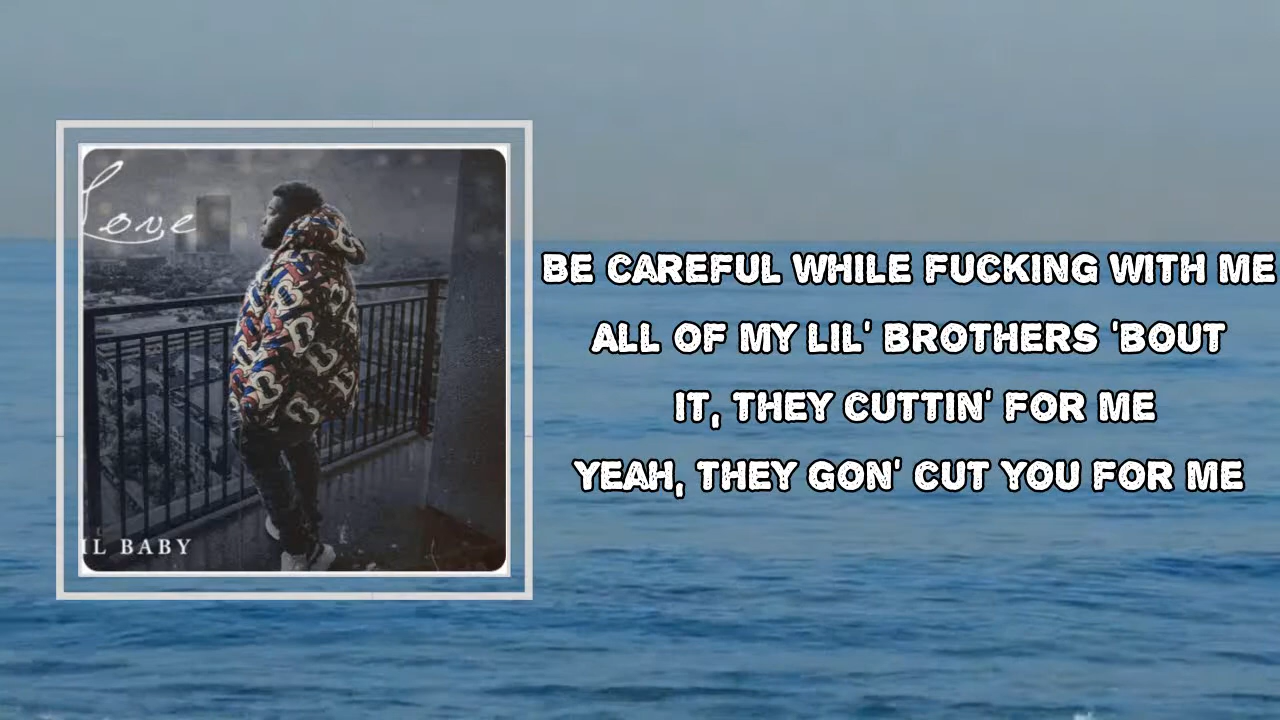 Love
IL BABY
BE CAREFUL WHILE FUCKING WITH ME
ALL OF MY LIL' BROTHERS 'BOUT
IT, THEY CUTTIN' FOR ME
YEAH, THEY GON' CUT YOU FOR ME